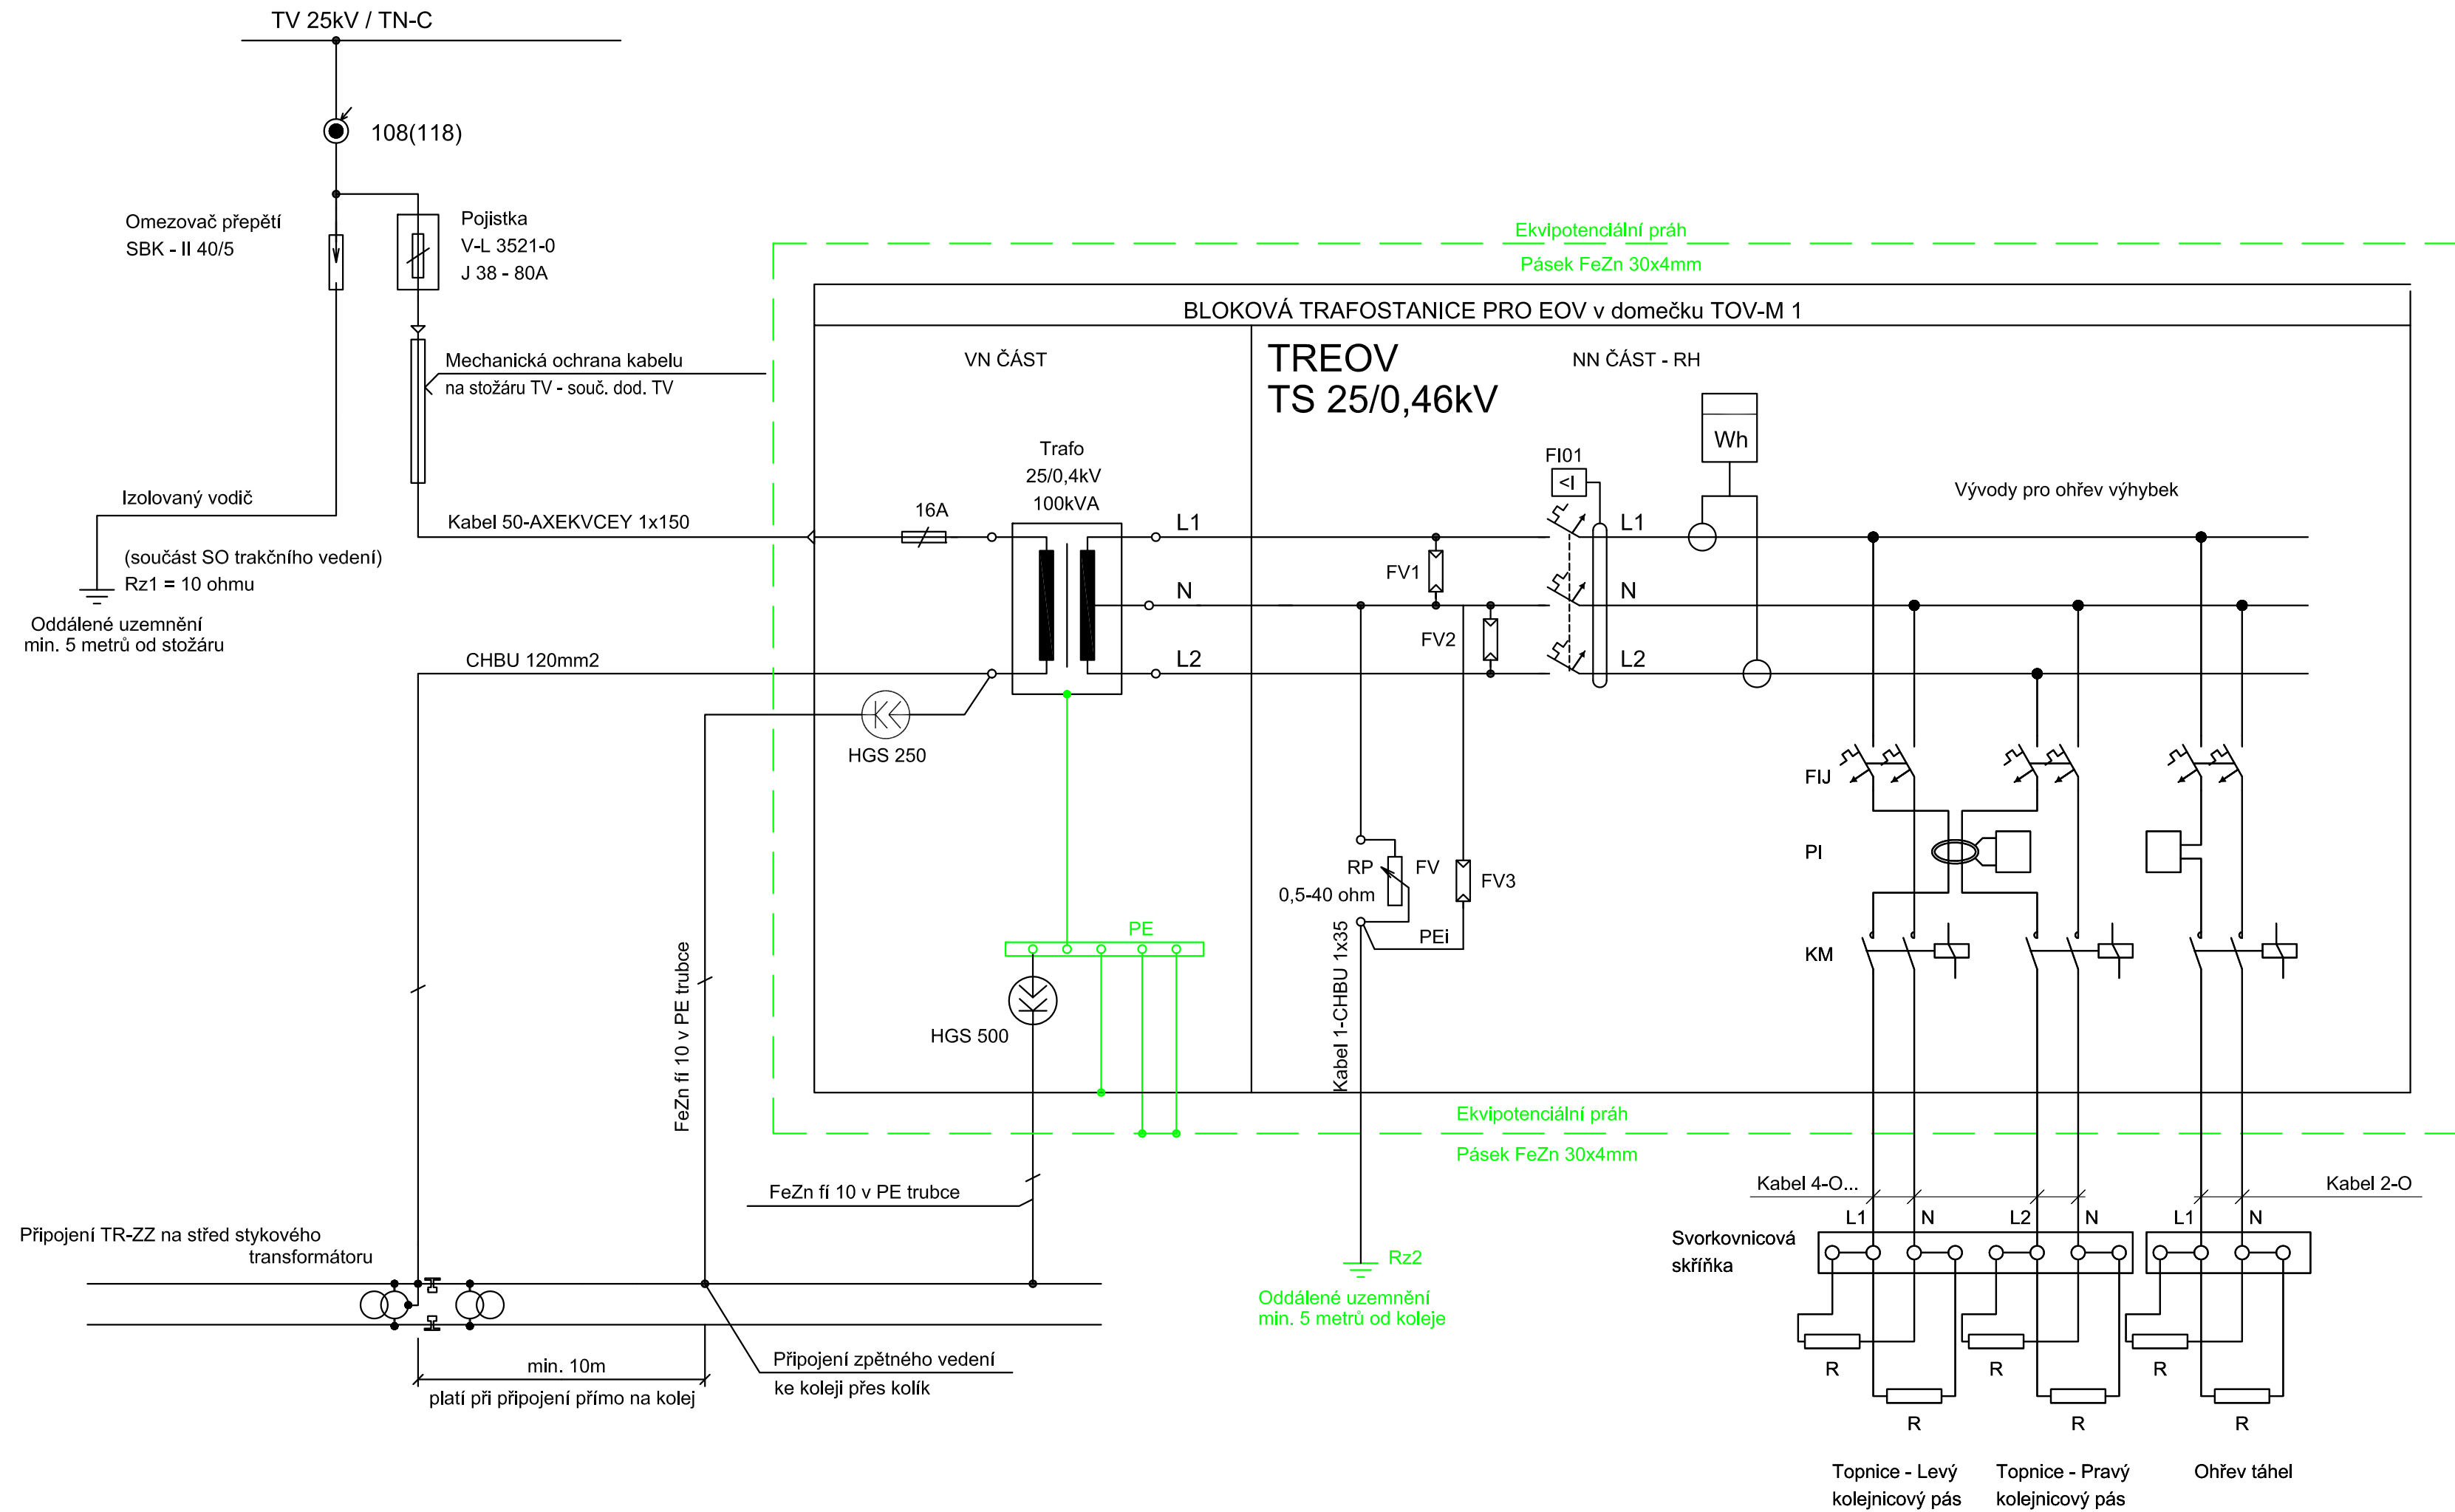 TV 25kV / TN-C
108(118)
Omezovač přepětí
SBK - II 40/5
Pojistka
V-L 3521-0
J 38 - 80A
Mechanická ochrana kabelu
na stožáru TV - souč. dod. TV
Izolovaný vodič
(součást SO trakčního vedení)
Rz1 = 10 ohmu
Oddálené uzemnění
min. 5 metrů od stožáru
Kabel 50-AXEKVCEY 1x150
CHBU 120mm2
Ekvipotenciální práh
Pásek FeZn 30x4mm
BLOKOVÁ TRAFOSTANICE PRO EOV v domečku TOV-M 1
VN ČÁST
TREOV
TS 25/0,46kV
NN ČÁST - RH
Trafo
25/0,4kV
100kVA
16A
L1
N
L2
HGS 250
FV1
FV2
FI01
<I
L1
N
L2
Wh
Vývody pro ohřev výhybek
FIJ
PI
KM
RP
0,5-40 ohm
FV
FV3
PEi
Kabel 1-CHBU 1x35
PE
HGS 500
FeZn fí 10 v PE trubce
FeZn fí 10 v PE trubce
Ekvipotenciální práh
Pásek FeZn 30x4mm
Rz2
Oddálené uzemnění
min. 5 metrů od koleje
Připojení TR-ZZ na střed stykového
transformátoru
min. 10m
platí při připojení přímo na kolej
Připojení zpětného vedení
ke koleji přes kolík
Kabel 4-O...
Kabel 2-O
L1
N
L2
N
L1
N
Svorkovnicová
skříňka
R
R
R
R
R
R
Topnice - Levý
kolejnicový pás
Topnice - Pravý
kolejnicový pás
Ohřev táhel